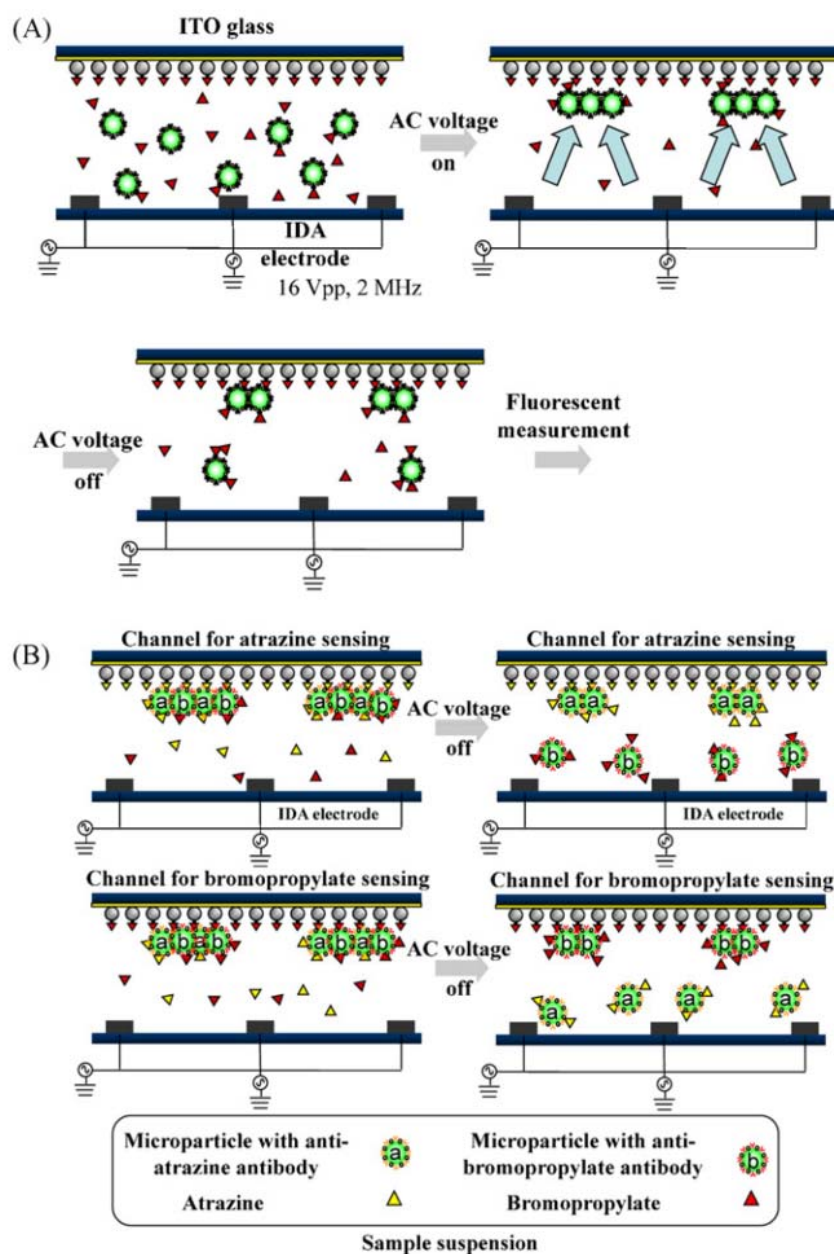 (A)
ITO glass
AC voltage
on
IDA
electrode
16 Vpp, 2 MHz
AC voltage
off
Fluorescent
measurement
(B)
Channel for atrazine sensing
Channel for atrazine sensing
a b a b
a b a b
AC voltage
off
a a
a a
b b b b
IDA electrode
IDA electrode
Channel for bromopropylate sensing
Channel for bromopropylate sensing
a b a b
a b a b
AC voltage
off
b b
b b
a a a a
Microparticle with anti-
atrazine antibody
a
Microparticle with anti-
bromopropylate antibody
b
Atrazine
Bromopropylate
Sample suspension